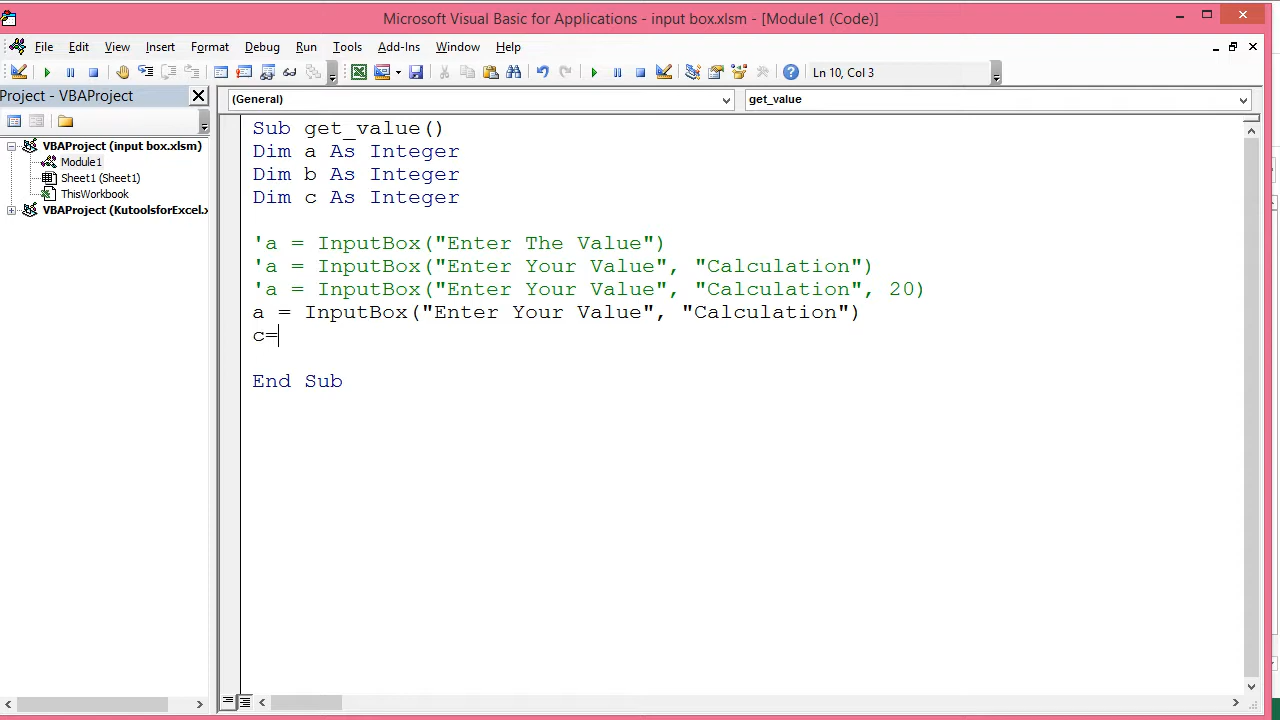 Microsoft Visual Basic for Applications - input box.xlsm - [Module1 (Code)]
File Edit View Insert Format Debug Run Tools Add-Ins Window Help
Ln 10, Col 3
Project - VBAProject
(General) get_value
VBAProject (input box.xlsm)
Module1
Sheet1 (Sheet1)
ThisWorkbook
VBAProject (KutoolsforExcel.x
Sub get_value()
Dim a As Integer
Dim b As Integer
Dim c As Integer
'a = InputBox("Enter The Value")
'a = InputBox("Enter Your Value", "Calculation")
'a = InputBox("Enter Your Value", "Calculation", 20)
a = InputBox("Enter Your Value", "Calculation")
c=
End Sub